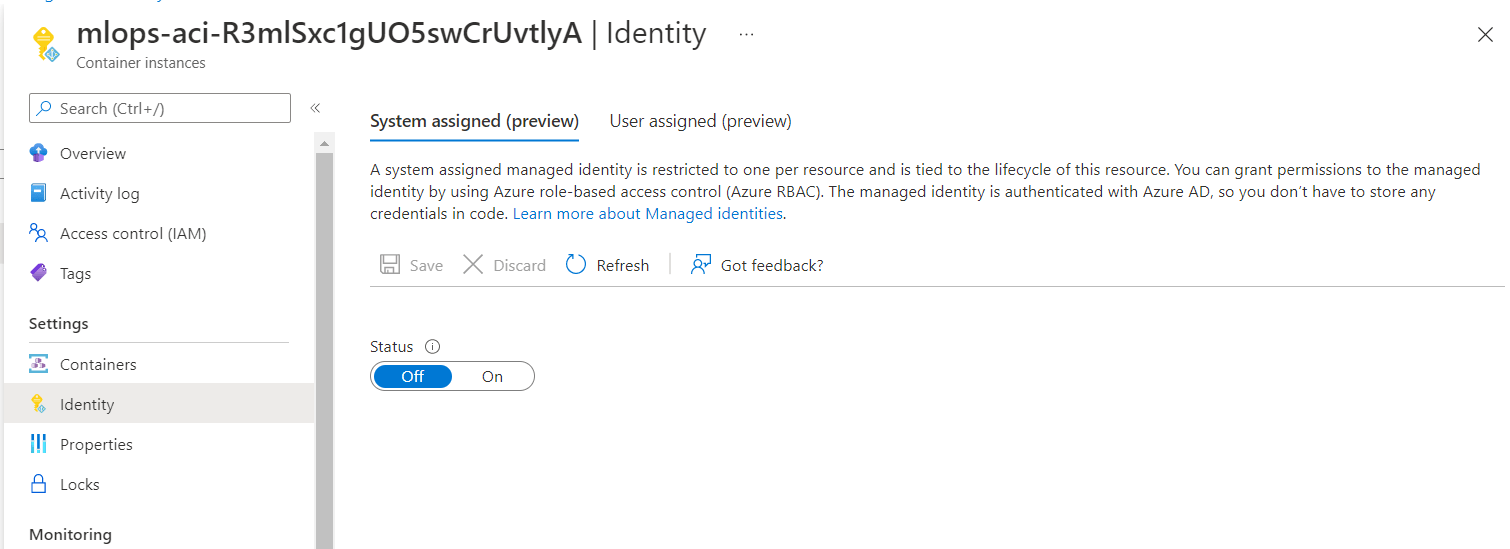 mlops-aci-R3mlSxc1gUO5swCrUvtlyA | Identity ...
Container instances
Search (Ctrl+/)
«
Overview
Activity log
Access control (IAM)
Tags
Settings
Containers
Identity
Properties
Locks
Monitoring
System assigned (preview) User assigned (preview)
A system assigned managed identity is restricted to one per resource and is tied to the lifecycle of this resource. You can grant permissions to the managed
identity by using Azure role-based access control (Azure RBAC). The managed identity is authenticated with Azure AD, so you don’t have to store any
credentials in code. Learn more about Managed identities.
Save Discard Refresh Got feedback?
Status
Off On